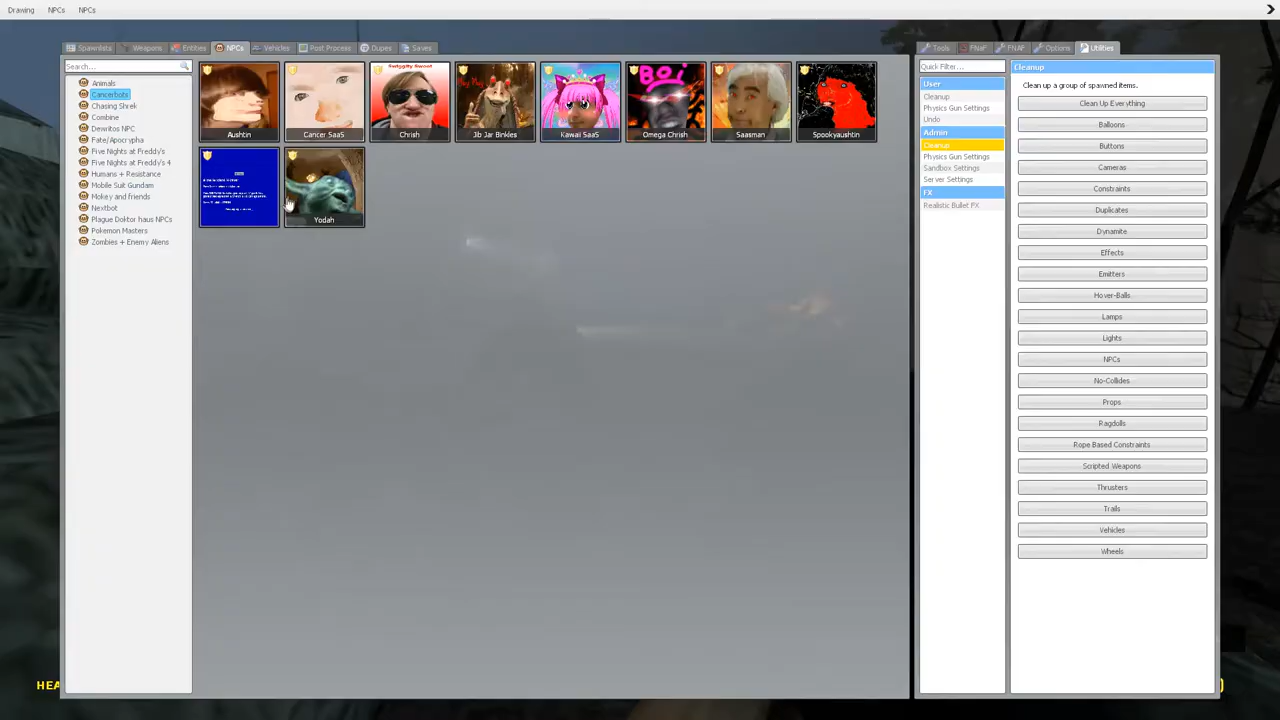 Drawing NPCs NPCs
Spawnlists Weapons Entities NPCs Vehicles Post Process Dupes Saves
Search...
Animals
Cancerbots
Chasing Shrek
Combine
Dewritos NPC
Fate/Apocrypha
Five Nights at Freddy's
Five Nights at Freddy's 4
Humans + Resistance
Mobile Suit Gundam
Mokey and friends
Nextbot
Plague Doktor haus NPCs
Pokemon Masters
Zombies + Enemy Aliens
BOI
Aushtin Cancer SaaS Chrish Jib Jar Binkles Kawaii SaaS Omega Chrish Saasman Spookyaushtin
Yodah
Tools FNaF FNAF Options Utilities
Quick Filter...
User
Cleanup
Physics Gun Settings
Undo
Admin
Cleanup
Physics Gun Settings
Sandbox Settings
Server Settings
FX
Realistic Bullet FX
Cleanup
Clean up a group of spawned items.
Clean Up Everything
Balloons
Buttons
Cameras
Constraints
Duplicates
Dynamite
Effects
Emitters
Hover-Balls
Lamps
Lights
NPCs
No-Collides
Props
Ragdolls
Rope Based Constraints
Scripted Weapons
Thrusters
Trails
Vehicles
Wheels
HEA